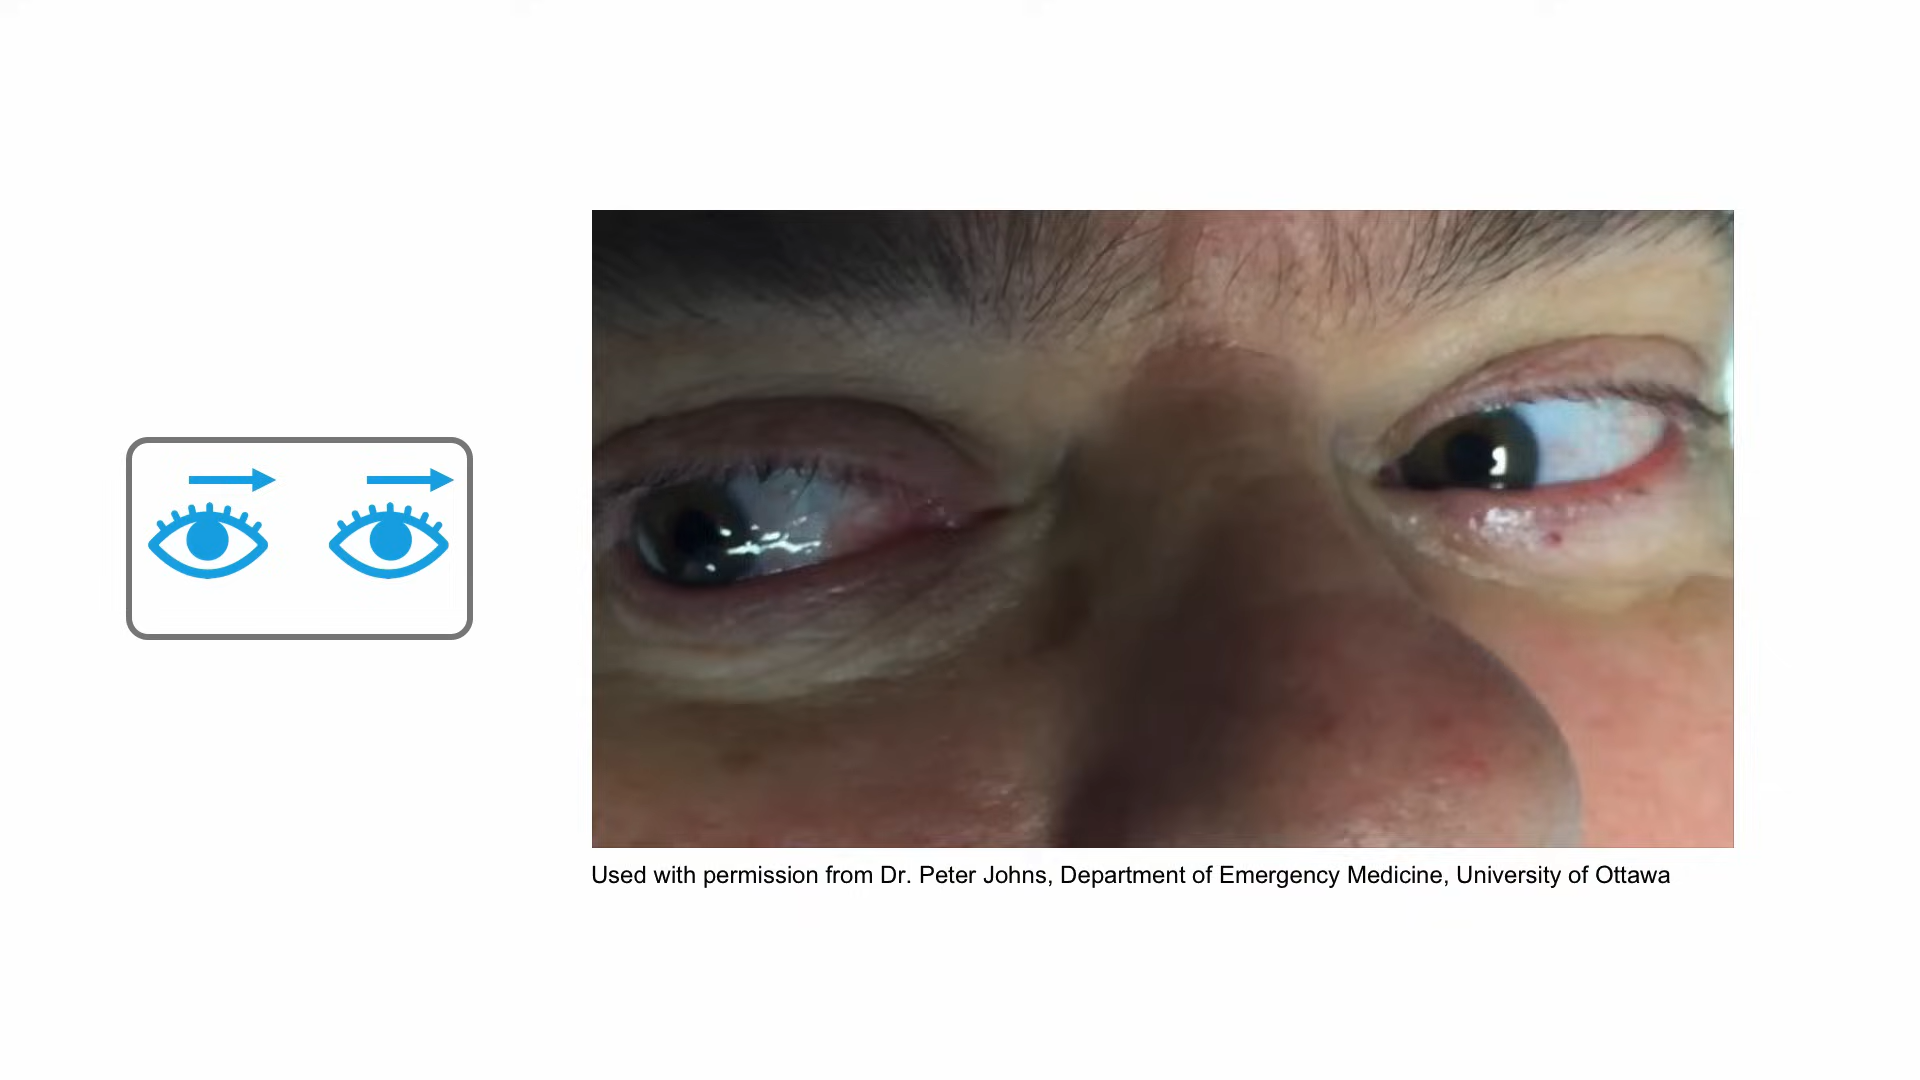 Used with permission from Dr. Peter Johns, Department of Emergency Medicine, University of Ottawa